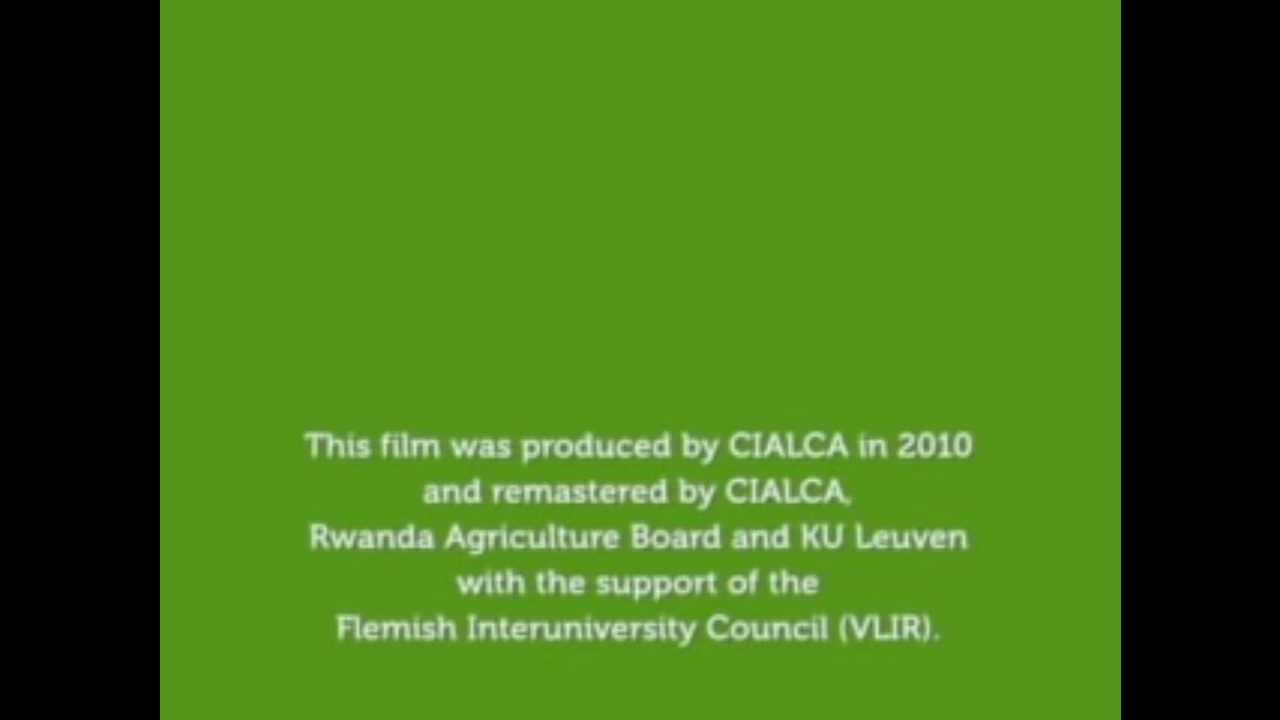 This film was produced by CIALCA in 2010
and remastered by CIALCA,
Rwanda Agriculture Board and KU Leuven
with the support of the
Flemish Interuniversity Council (VLIR).